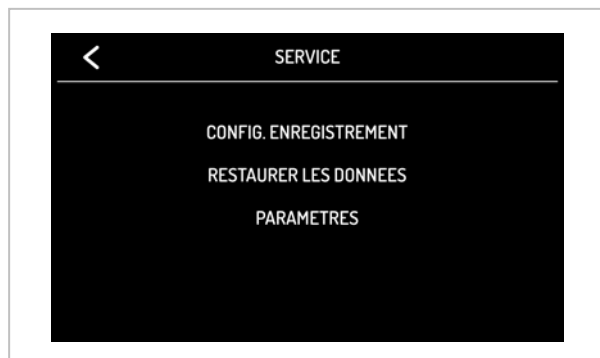 SERVICE
CONFIG. ENREGISTREMENT
RESTAURER LES DONNEES
PARAMETRES